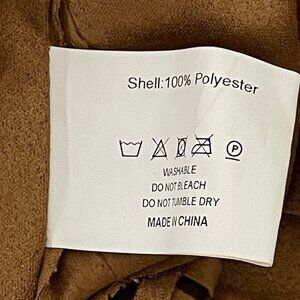 Shell:100% Polyester
P
WASHABLE
DO NOT BLEACH
DO NOT TUMBLE DRY
MADE IN CHINA